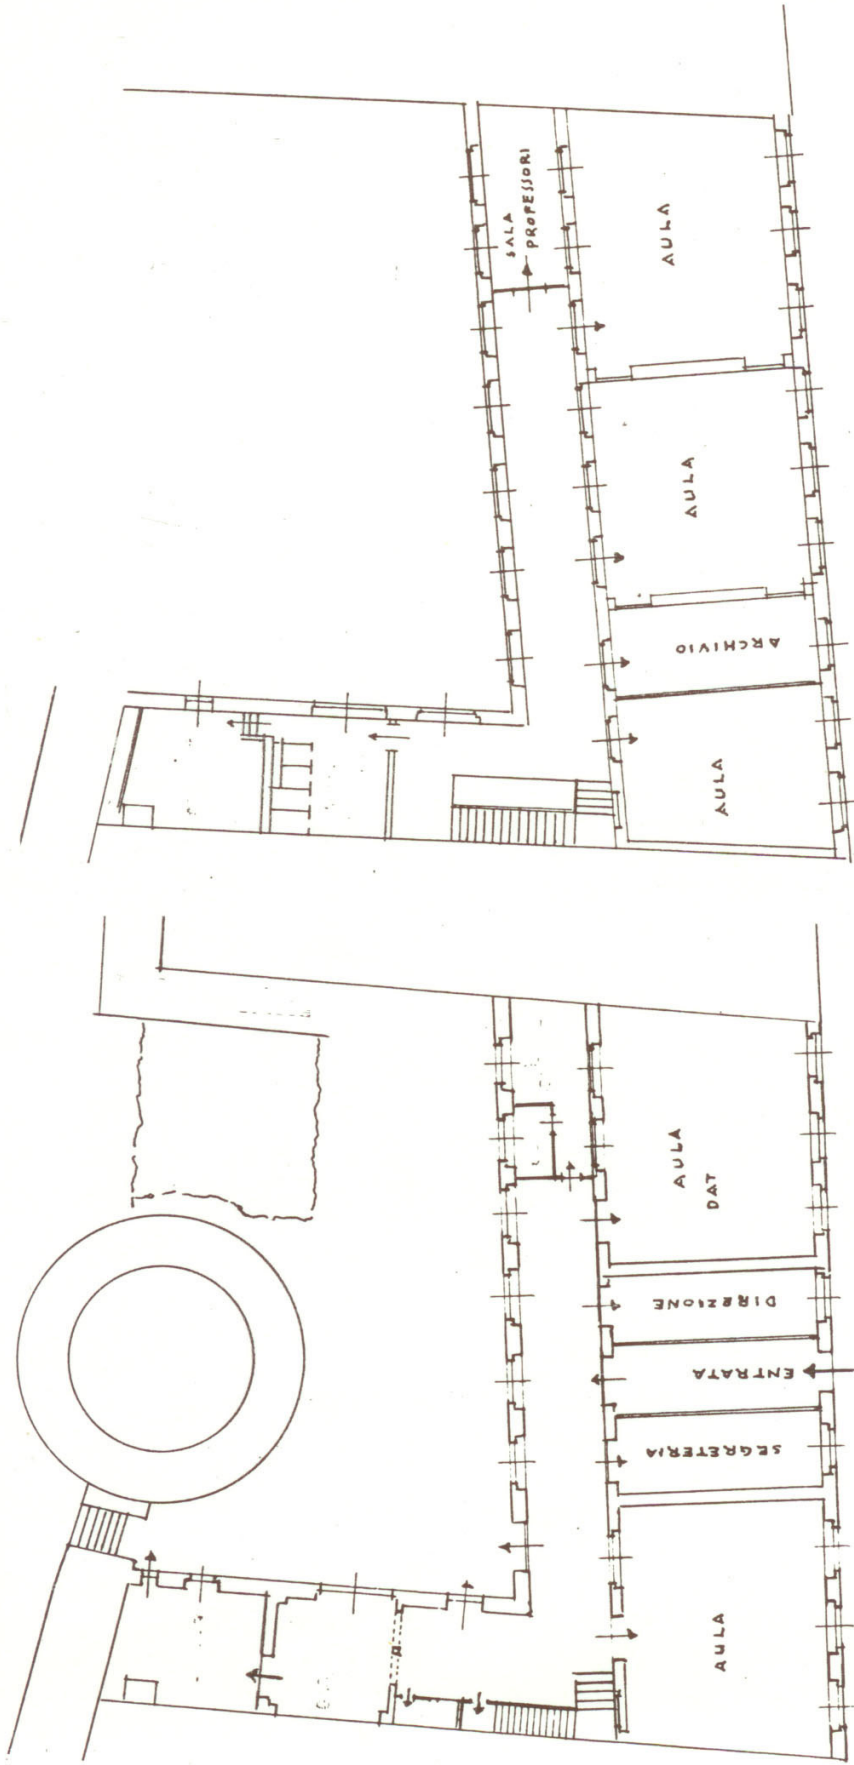 SALA
PROFESSORI
AULA
AULA
ARCHIVIO
AULA
AULA
DAT
DIREZIONE
ENTRATA
SEGRETERIA
AULA